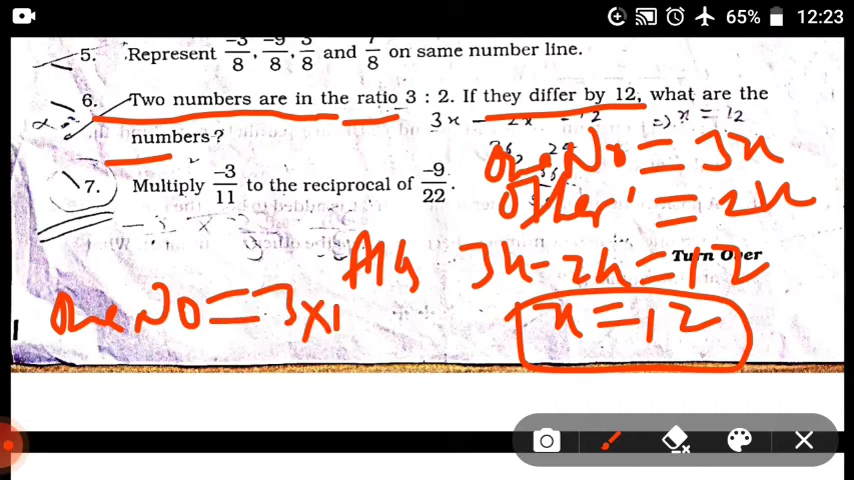 65% 12:23
5. Represent -3/8, -9/8, 3/8 and 7/8 on same number line.
6. Two numbers are in the ratio 3 : 2. If they differ by 12, what are the
3x - 2x = 12 => x = 12
numbers?
One No = 3x
7. Multiply -3/11 to the reciprocal of -9/22.
Other = 2x
Turn Over
3x - 2x = 12
One No = 3x1
x = 12